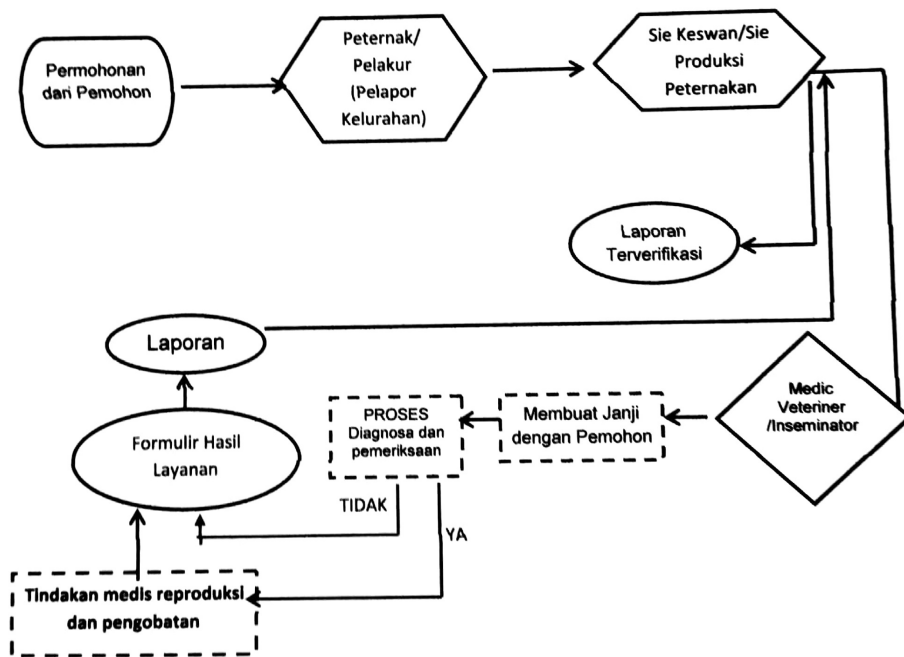 Permohonan
dari Pemohon
Peternak/
Pelakur
(Pelapor
Kelurahan)
Sie Keswan/Sie
Produksi
Peternakan
Laporan
Terverifikasi
Laporan
Medic
Veteriner
/Inseminator
Membuat Janji
dengan Pemohon
PROSES
Diagnosa dan
pemeriksaan
Formulir Hasil
Layanan
TIDAK
YA
Tindakan medis reproduksi
dan pengobatan